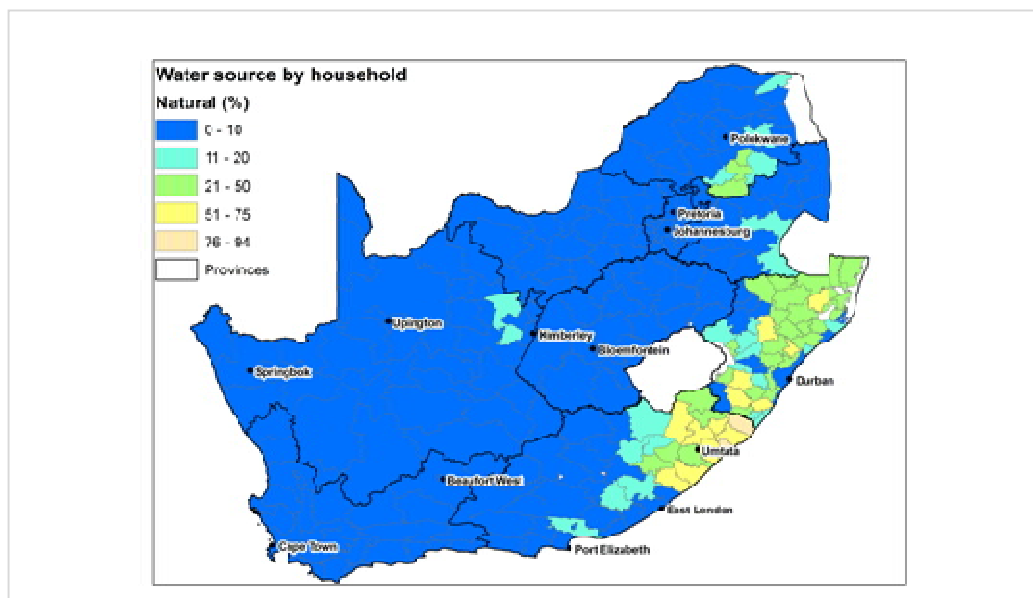 Water source by household
Natural (%)
0 - 10
11 - 20
21 - 50
51 - 75
76 - 94
Provinces
Polekwane
Pretoria
Johannesburg
Upington
Kimberley
Bloemfontein
Springbok
Durban
Umtata
Beaufort West
East London
Cape Town
Port Elizabeth